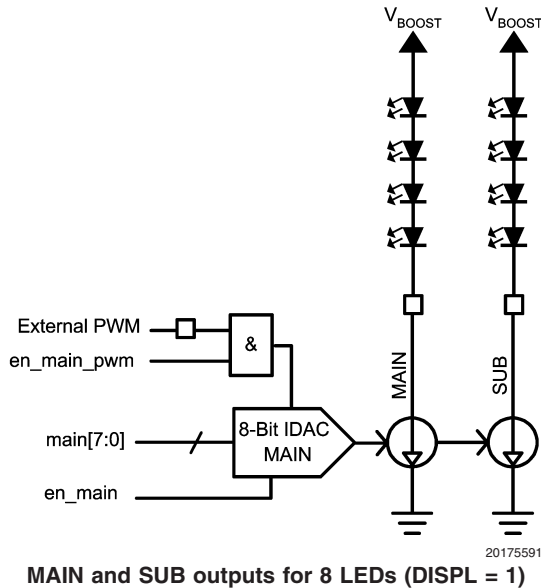 VBOOST VBOOST
External PWM
en_main_pwm
&
main[7:0]
8-Bit IDAC
MAIN
en_main
MAIN
SUB
20175591
MAIN and SUB outputs for 8 LEDs (DISPL = 1)